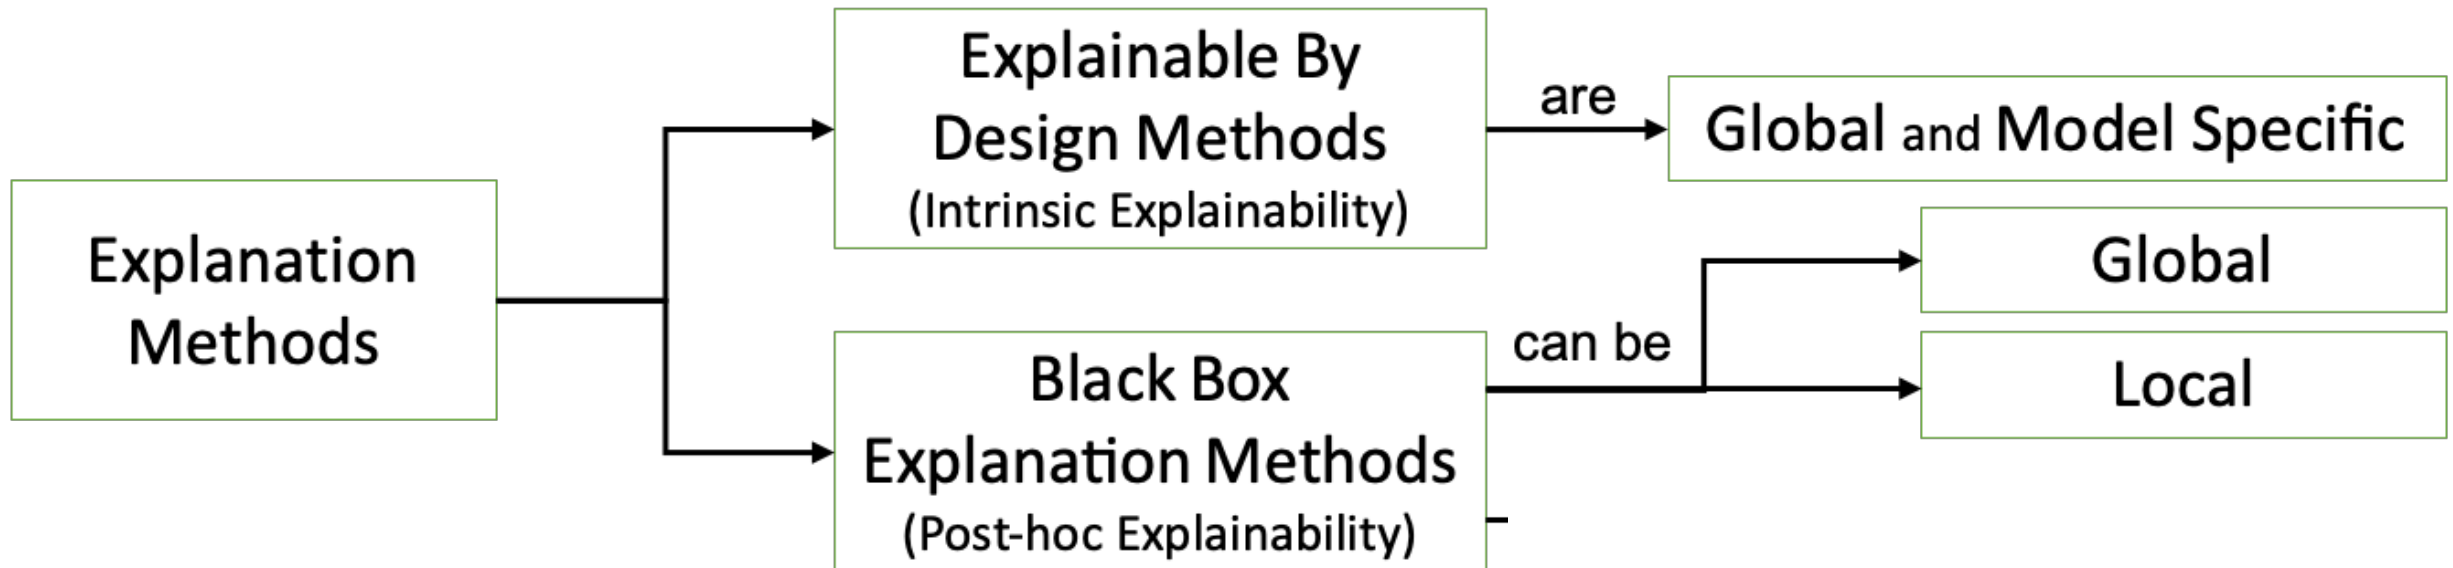 Explanation
Methods
Explainable By
Design Methods
(Intrinsic Explainability)
are
Global and Model Specific
Black Box
Explanation Methods
(Post-hoc Explainability)
can be
Global
Local